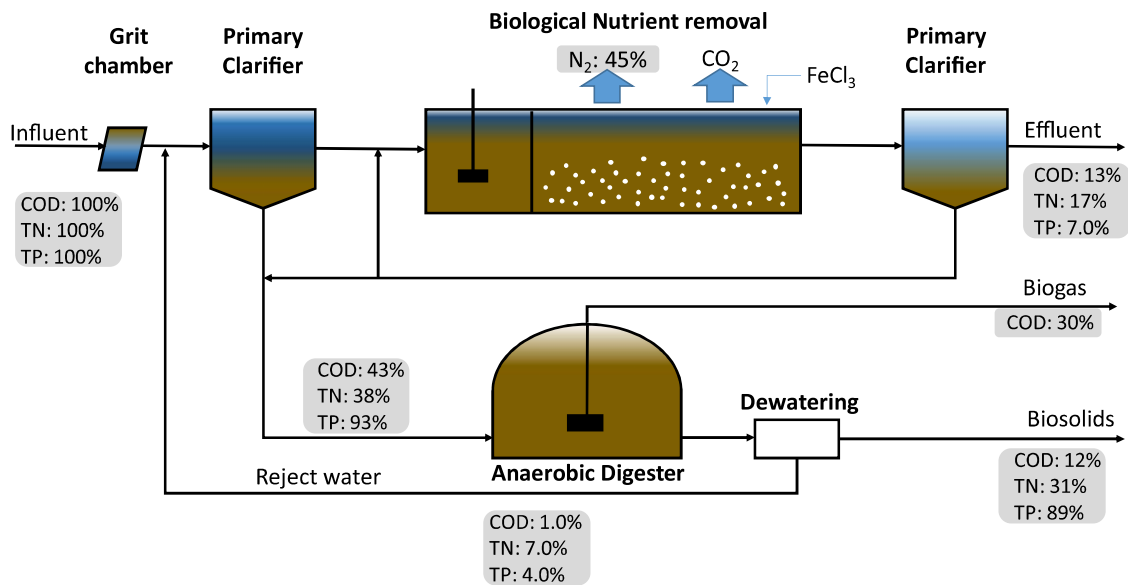 Biological Nutrient removal
Grit
chamber
Primary
Clarifier
N₂: 45%
CO₂
FeCl₃
Primary
Clarifier
Influent
COD: 100%
TN: 100%
TP: 100%
Effluent
COD: 13%
TN: 17%
TP: 7.0%
Biogas
COD: 30%
COD: 43%
TN: 38%
TP: 93%
Anaerobic Digester
Dewatering
Biosolids
COD: 12%
TN: 31%
TP: 89%
Reject water
COD: 1.0%
TN: 7.0%
TP: 4.0%